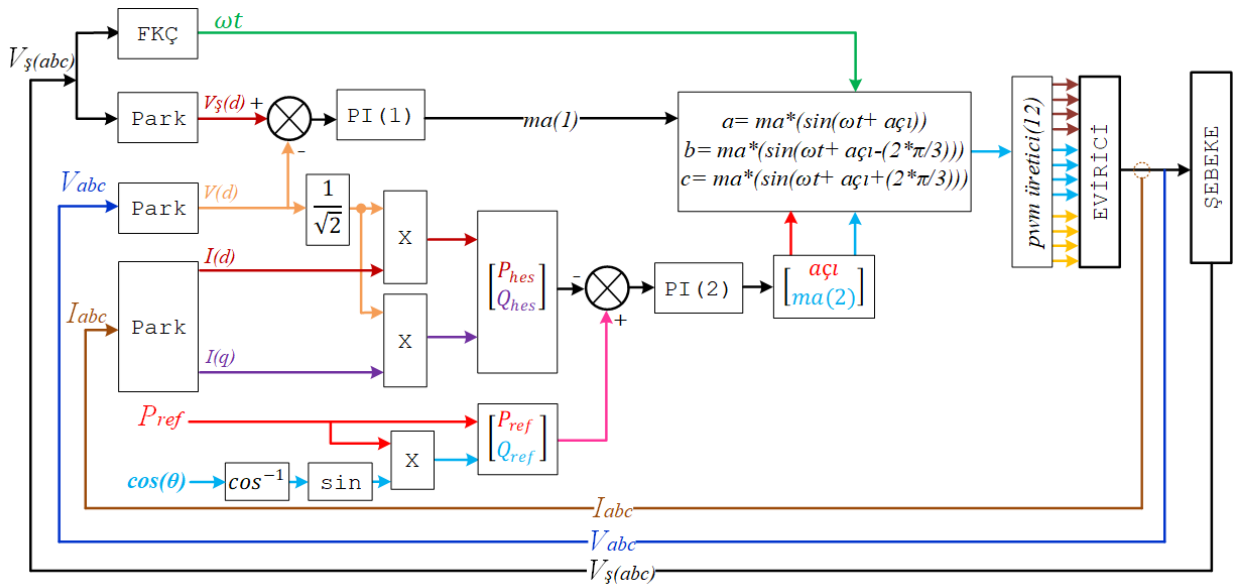 FKÇ
ωt
Vş(abc)
Park
Vş(d)
+
-
PI(1)
ma(1)
a= ma*(sin(ωt+ açı))
b= ma*(sin(ωt+ açı-(2*π/3)))
c= ma*(sin(ωt+ açı+(2*π/3)))
pwm üretici(12)
EVİRİCİ
ŞEBEKE
Vabc
Park
V(d)
1
√2
X
I(d)
Iabc
Park
I(q)
X
Phes
Qhes
-
+
PI(2)
açı
ma(2)
Pref
X
Pref
Qref
cos(θ)
cos⁻¹
sin
Iabc
Vabc
Vş(abc)